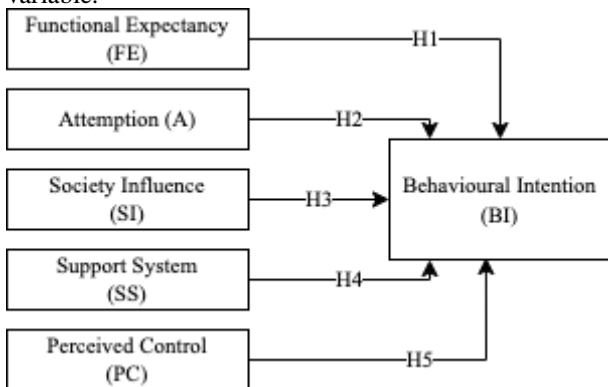 variable.
Functional Expectancy
(FE)
H1
Attemption (A)
H2
Society Influence
(SI)
H3
Behavioural Intention
(BI)
Support System
(SS)
H4
Perceived Control
(PC)
H5